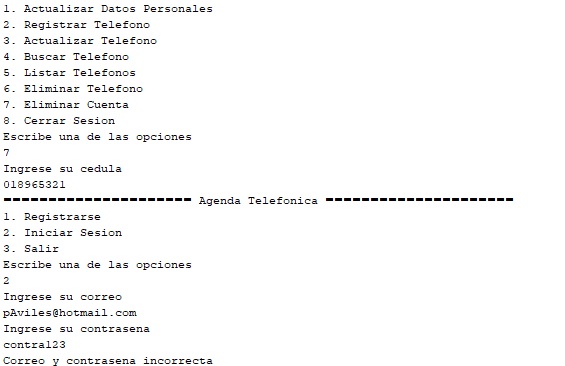 1. Actualizar Datos Personales
2. Registrar Telefono
3. Actualizar Telefono
4. Buscar Telefono
5. Listar Telefonos
6. Eliminar Telefono
7. Eliminar Cuenta
8. Cerrar Sesion
Escribe una de las opciones
7
Ingrese su cedula
018965321
===================== Agenda Telefonica =====================
1. Registrarse
2. Iniciar Sesion
3. Salir
Escribe una de las opciones
2
Ingrese su correo
pAviles@hotmail.com
Ingrese su contrasena
contra123
Correo y contrasena incorrecta